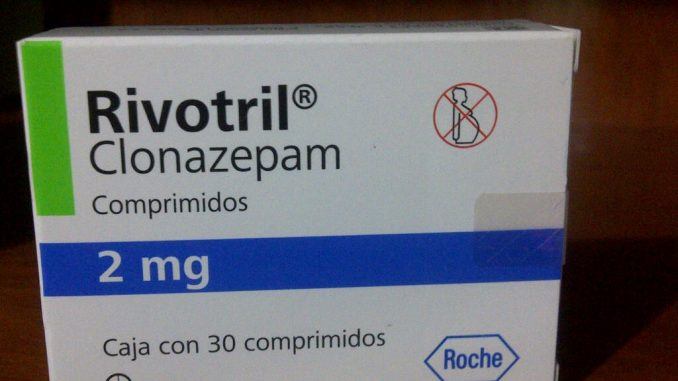 Rivotril®
Clonazepam
Comprimidos
2 mg
Caja con 30 comprimidos
Roche